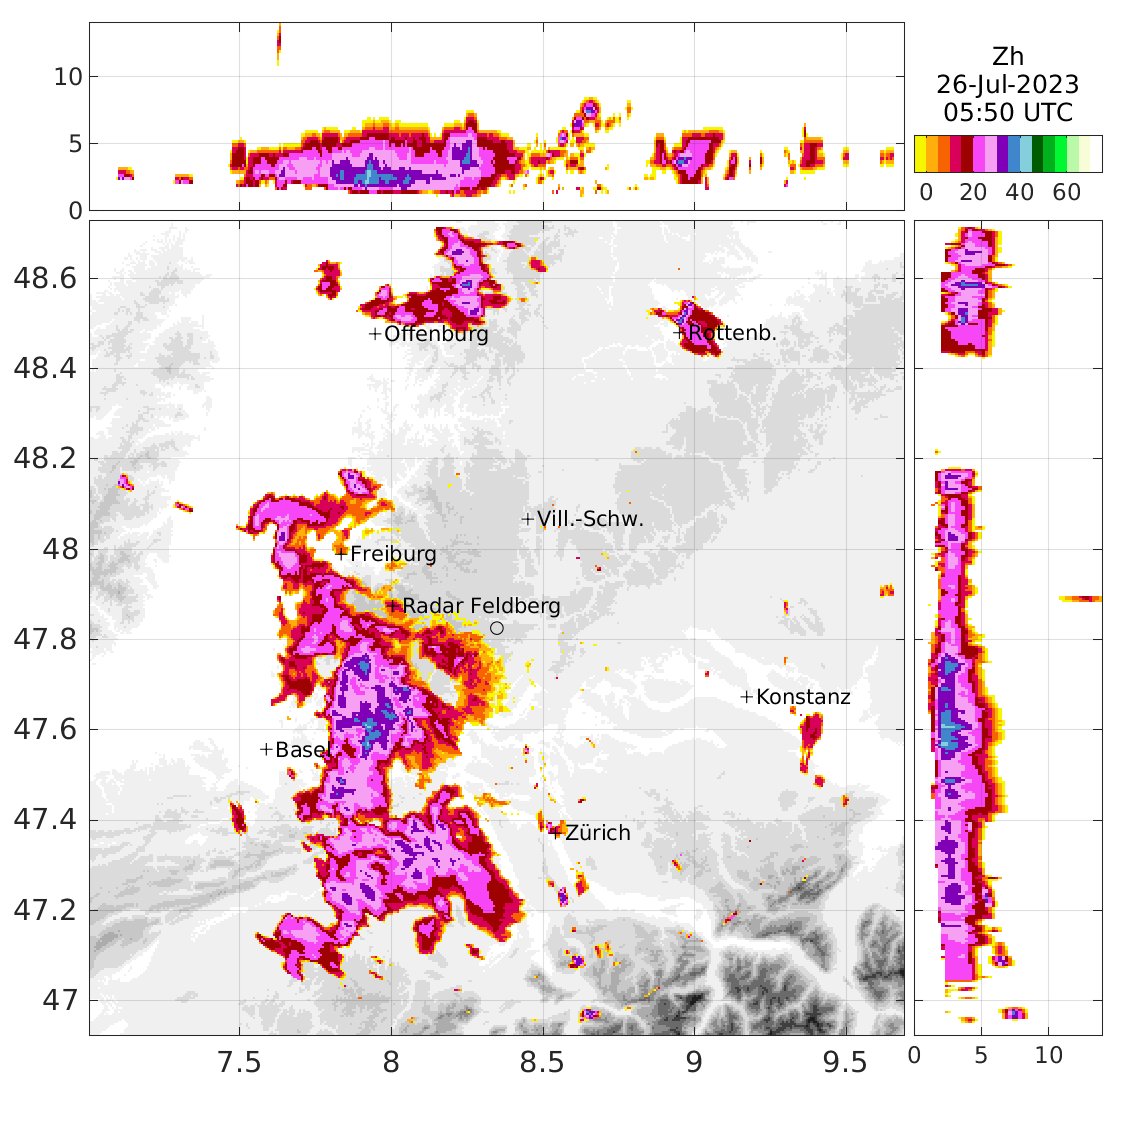 10
5
0
Zh
26-Jul-2023
05:50 UTC
0 20 40 60
48.6
48.4
48.2
48
47.8
47.6
47.4
47.2
47
Offenburg
Rottenb.
Vill.-Schw.
Freiburg
Radar Feldberg
Konstanz
Basel
Zürich
7.5 8 8.5 9 9.5
0 5 10